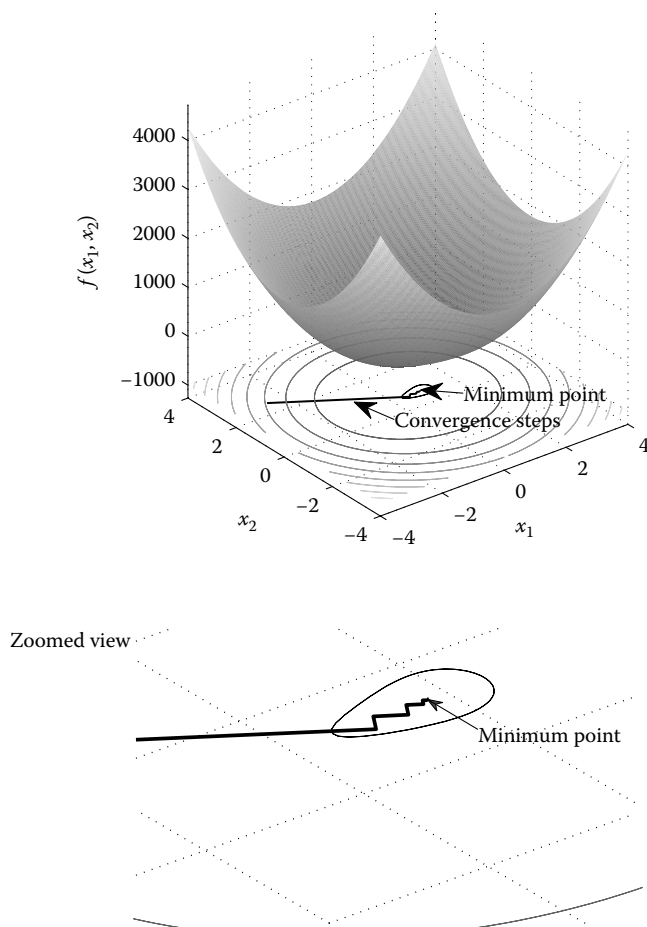 4000
3000
2000
1000
0
−1000
f (x₁, x₂)
4
2
0
−2
−4
x₂
−4
−2
0
2
4
x₁
Minimum point
Convergence steps
Zoomed view
Minimum point